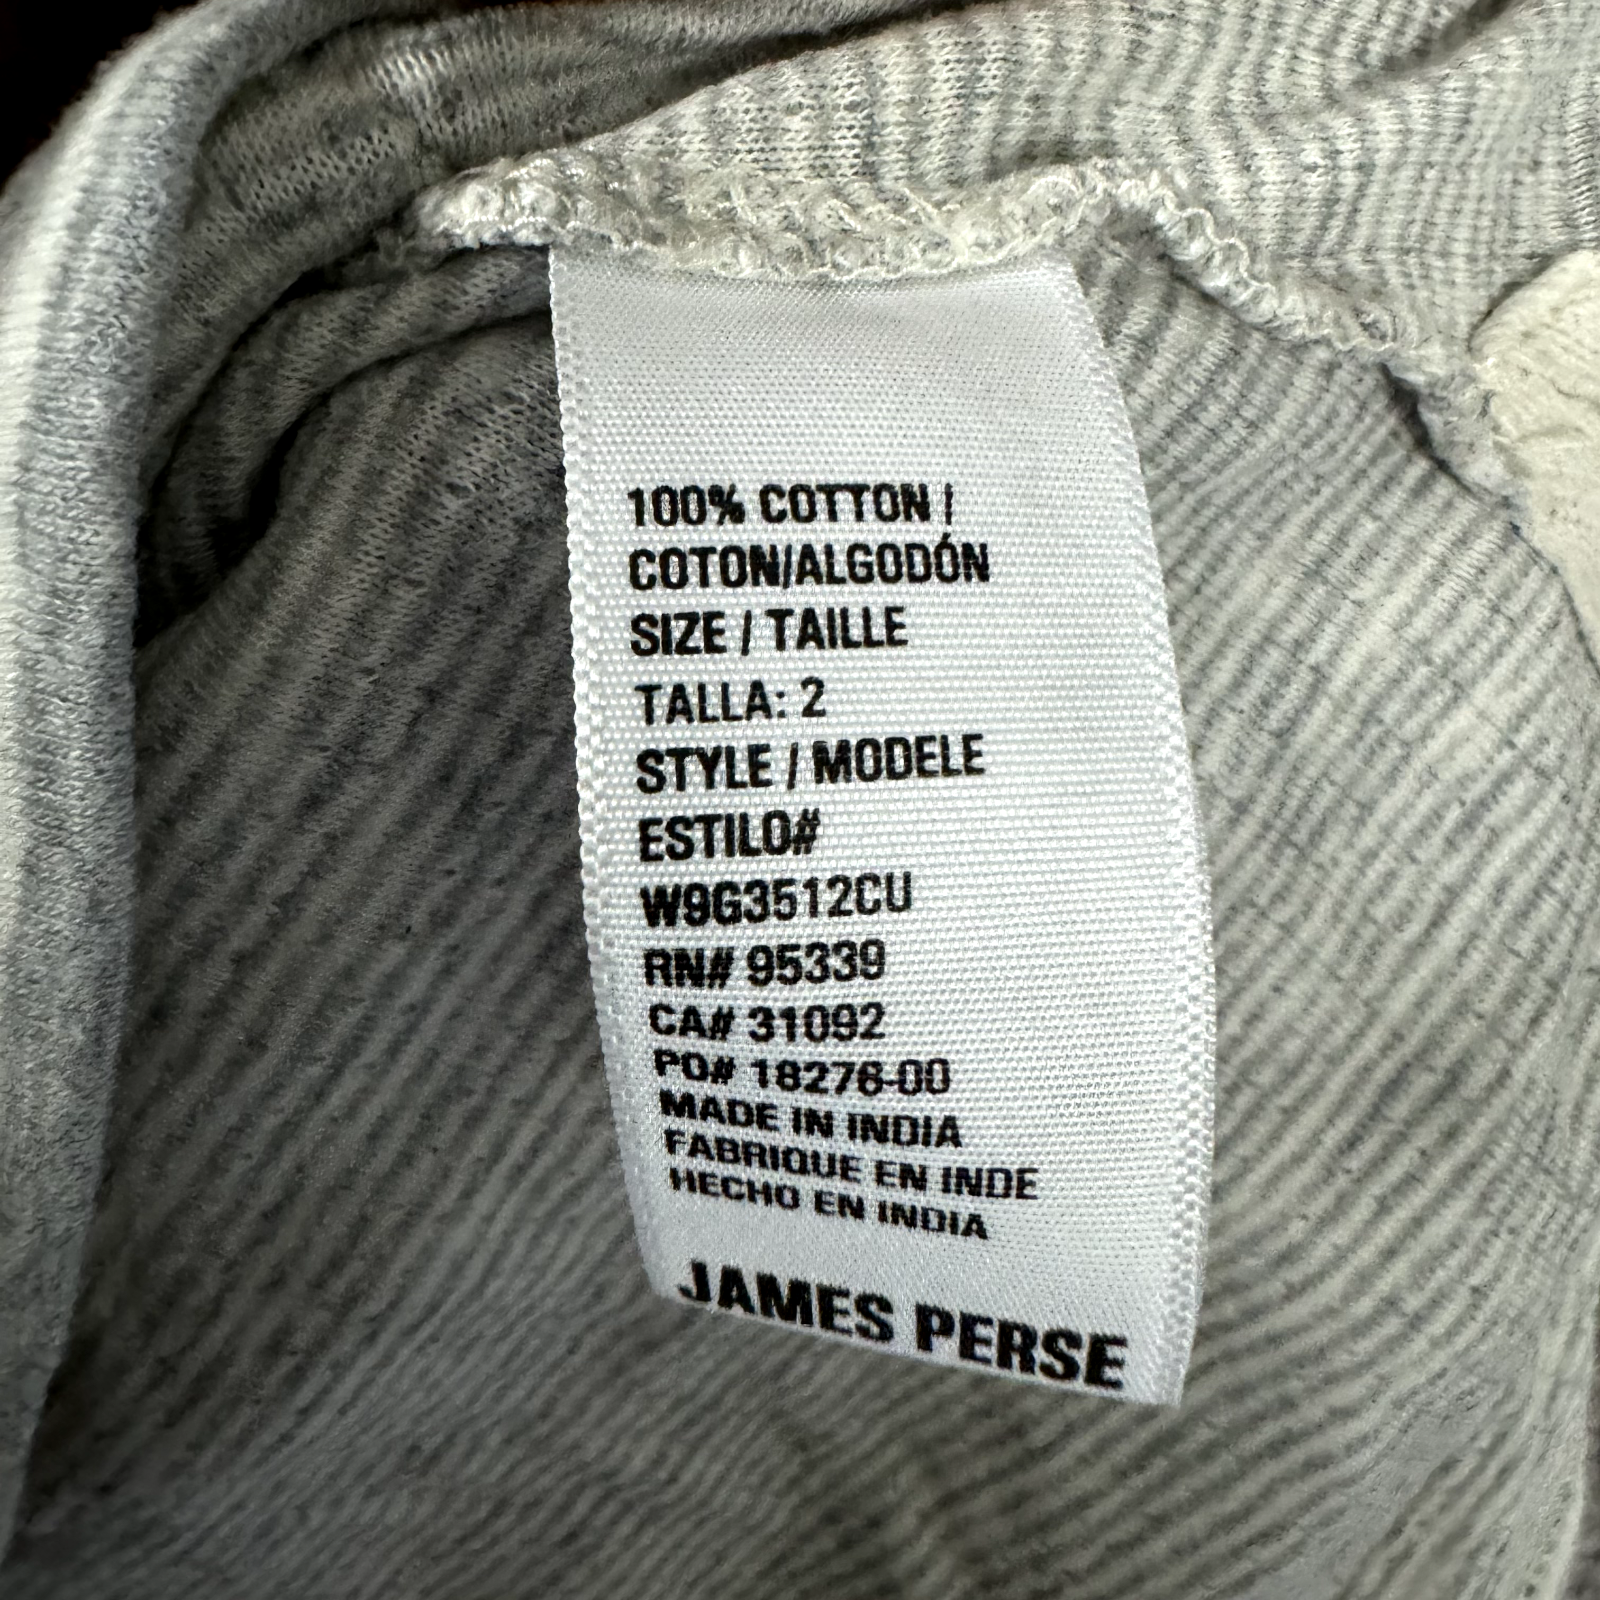 100% COTTON /
COTON/ALGODÓN
SIZE / TAILLE
TALLA: 2
STYLE / MODELE
ESTILO#
W9G3512CU
RN# 95339
CA# 31092
PO# 18276-00
MADE IN INDIA
FABRIQUE EN INDE
HECHO EN INDIA
JAMES PERSE